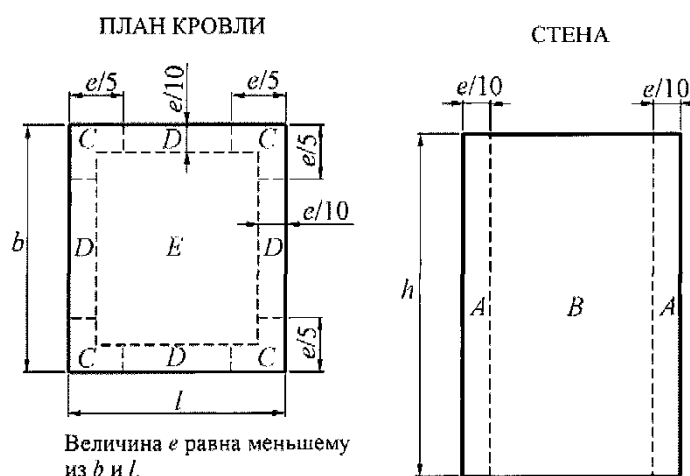 ПЛАН КРОВЛИ
СТЕНА
e/5
e/10
e/5
e/10
e/10
C
D
C
e/5
e/10
b
D
E
D
h
A
B
A
e/5
C
D
C
l
Величина e равна меньшему
из b и l.